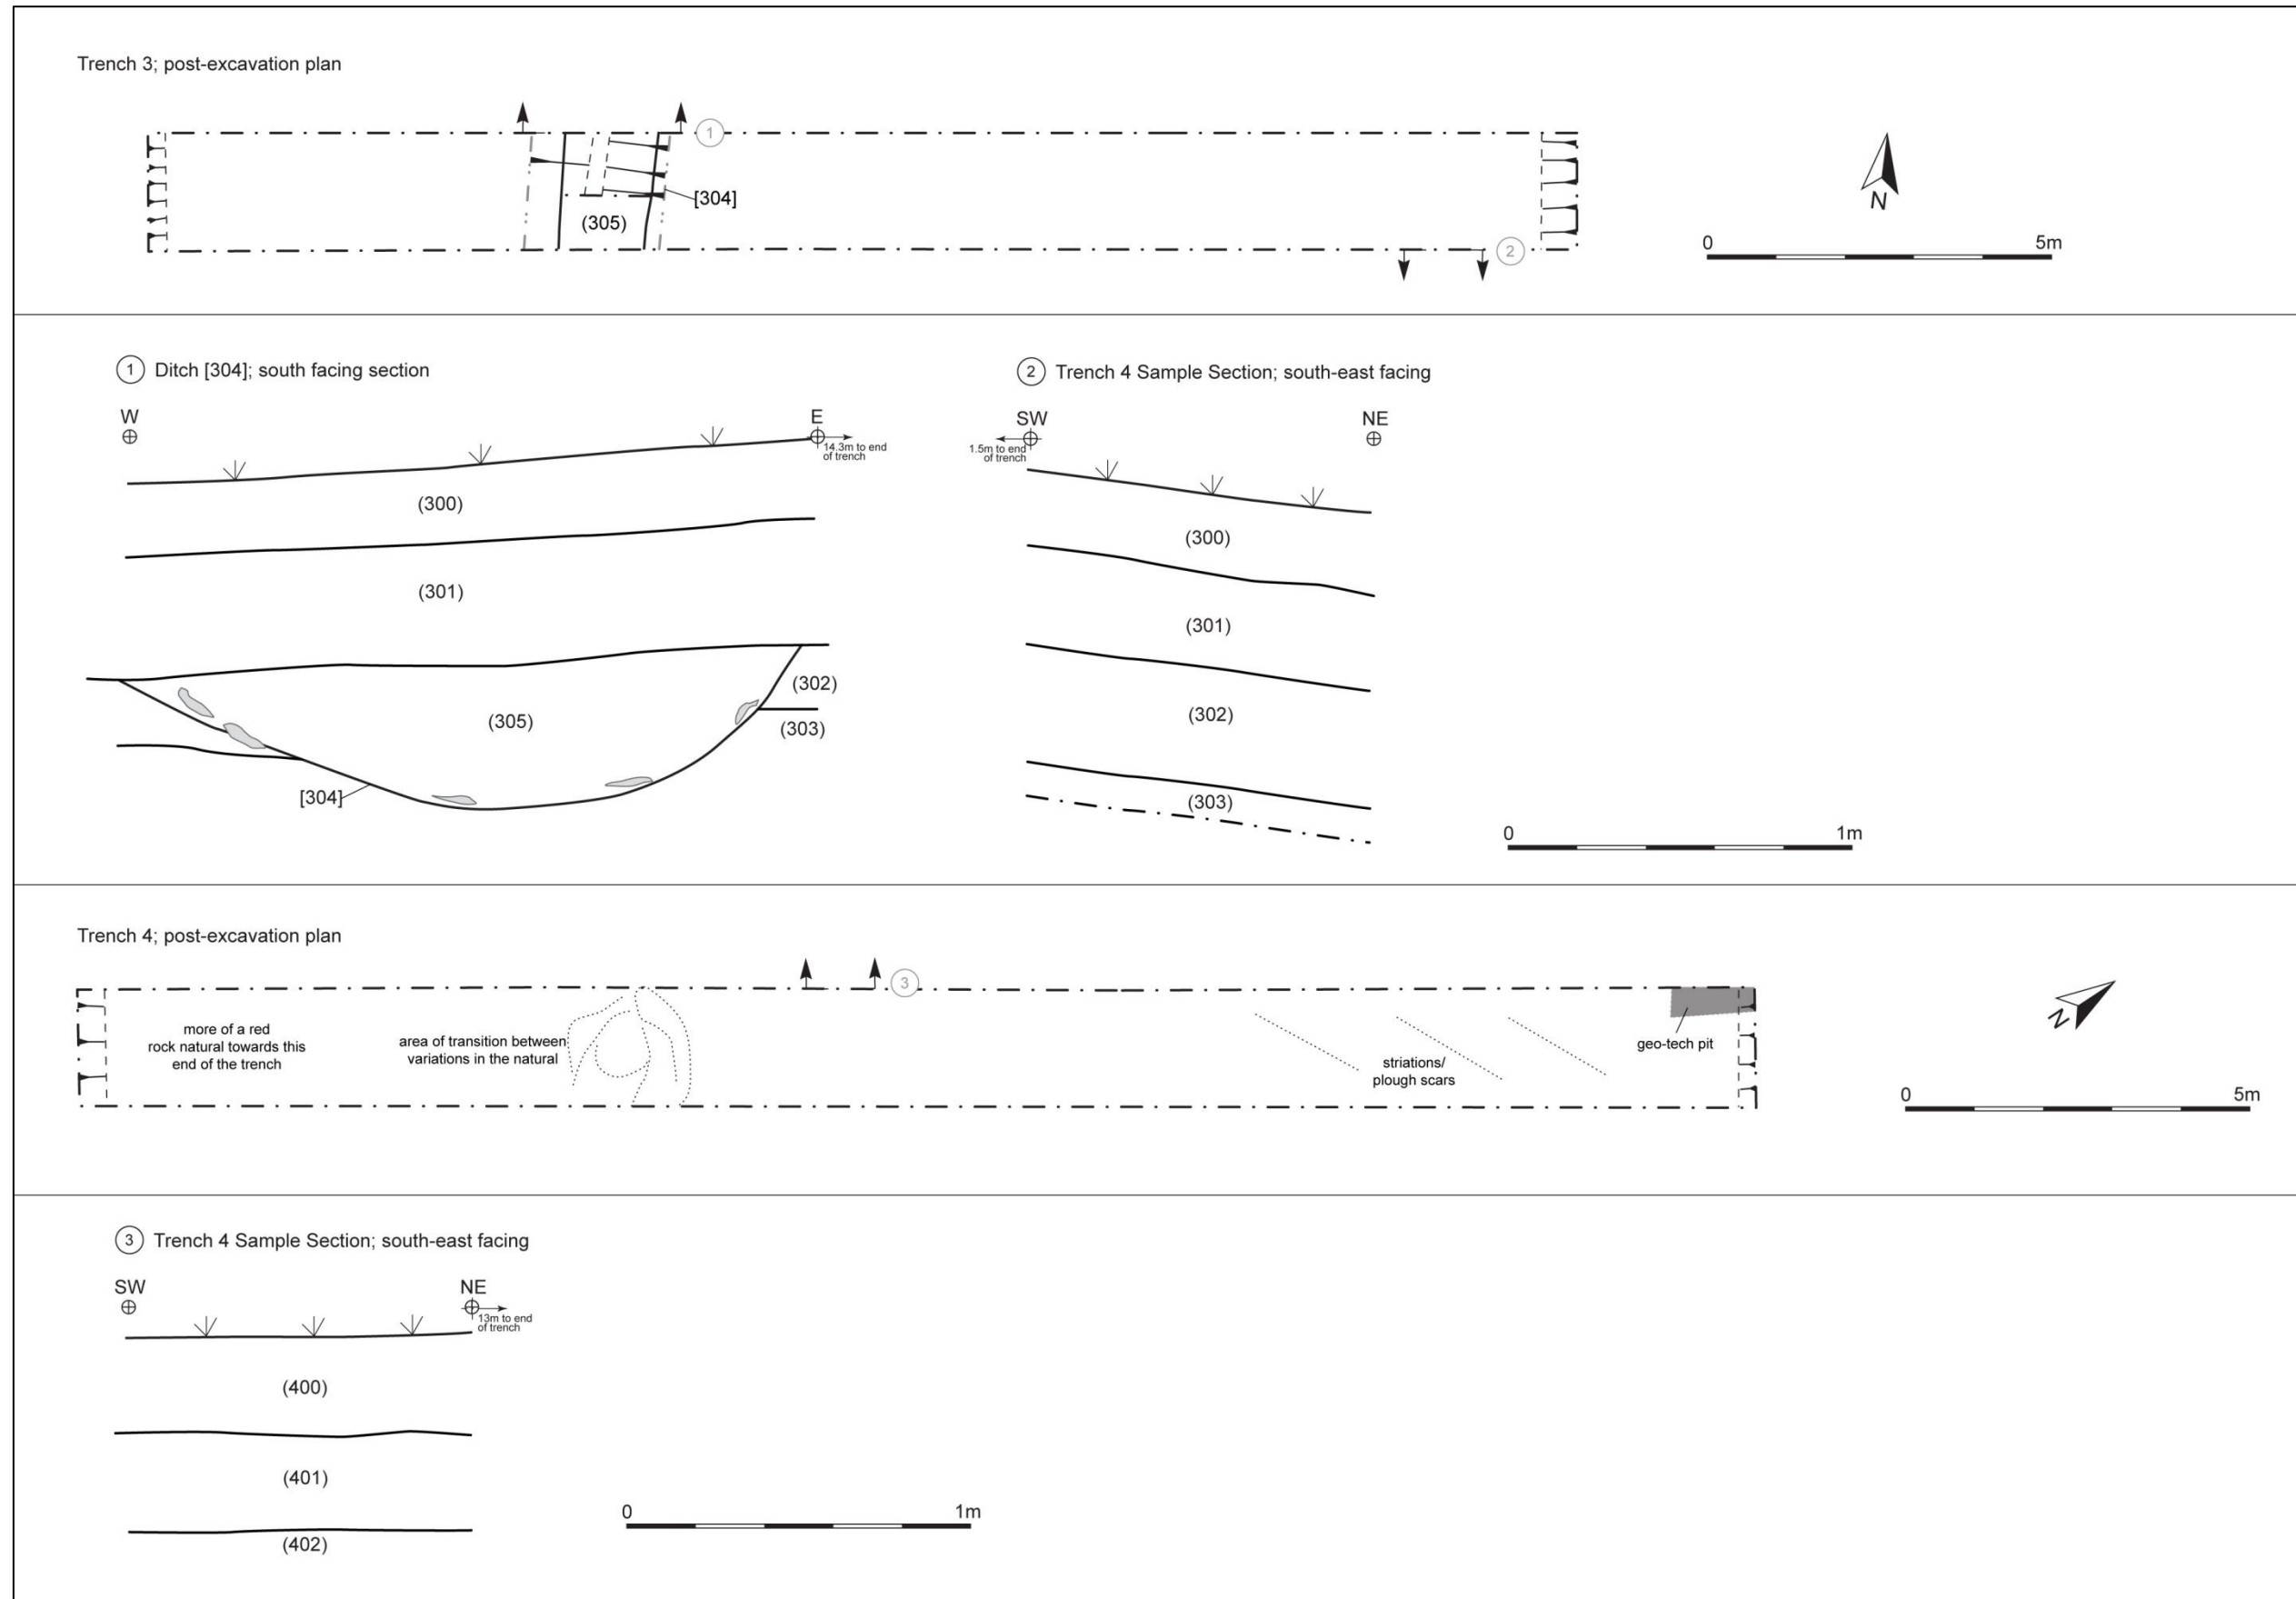 Trench 3; post-excavation plan
1
[304]
(305)
N
2
0 5m
1 Ditch [304]; south facing section
W
E
14.3m to end
of trench
(300)
(301)
(302)
(305)
(303)
[304]
2 Trench 4 Sample Section; south-east facing
SW
NE
1.5m to end
of trench
(300)
(301)
(302)
(303)
0 1m
Trench 4; post-excavation plan
3
more of a red
rock natural towards this
end of the trench
area of transition between
variations in the natural
striations/
plough scars
geo-tech pit
N
0 5m
3 Trench 4 Sample Section; south-east facing
SW
NE
13m to end
of trench
(400)
(401)
(402)
0 1m